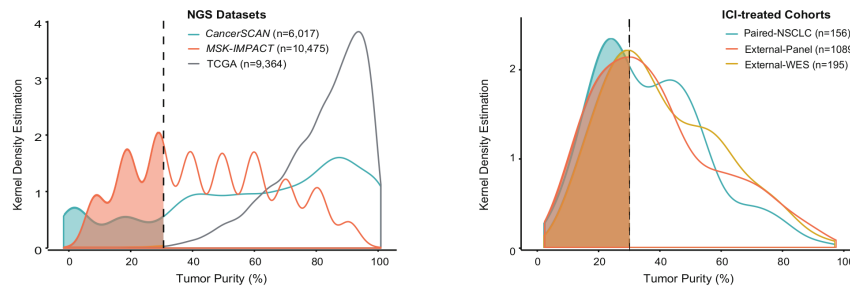 NGS Datasets
CancerSCAN (n=6,017)
MSK-IMPACT (n=10,475)
TCGA (n=9,364)
Kernel Density Estimation
4
3
2
1
0
0 20 40 60 80 100
Tumor Purity (%)
ICI-treated Cohorts
Paired-NSCLC (n=156)
External-Panel (n=1089
External-WES (n=195)
Kernel Density Estimation
2
1
0
0 20 40 60 80 100
Tumor Purity (%)